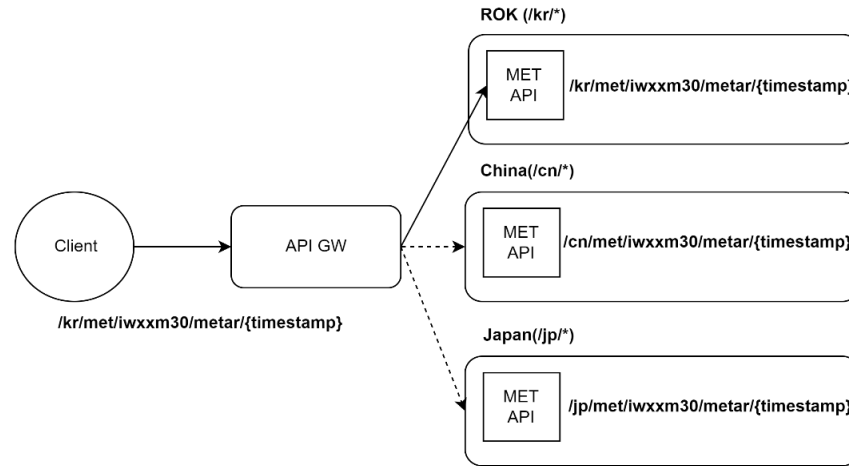 ROK (/kr/*)
MET
API
/kr/met/iwxxm30/metar/{timestamp}
China(/cn/*)
MET
API
/cn/met/iwxxm30/metar/{timestamp}
Client
API GW
/kr/met/iwxxm30/metar/{timestamp}
Japan(/jp/*)
MET
API
/jp/met/iwxxm30/metar/{timestamp}